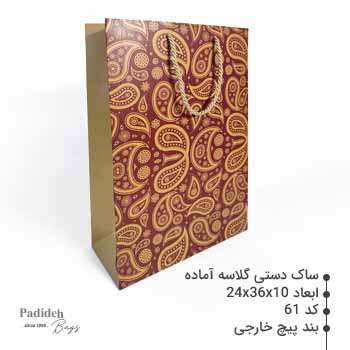 ساک دستی گلاسه آماده
ابعاد 24x36x10
کد 61
بند پیچ خارجی
Padideh
Bags